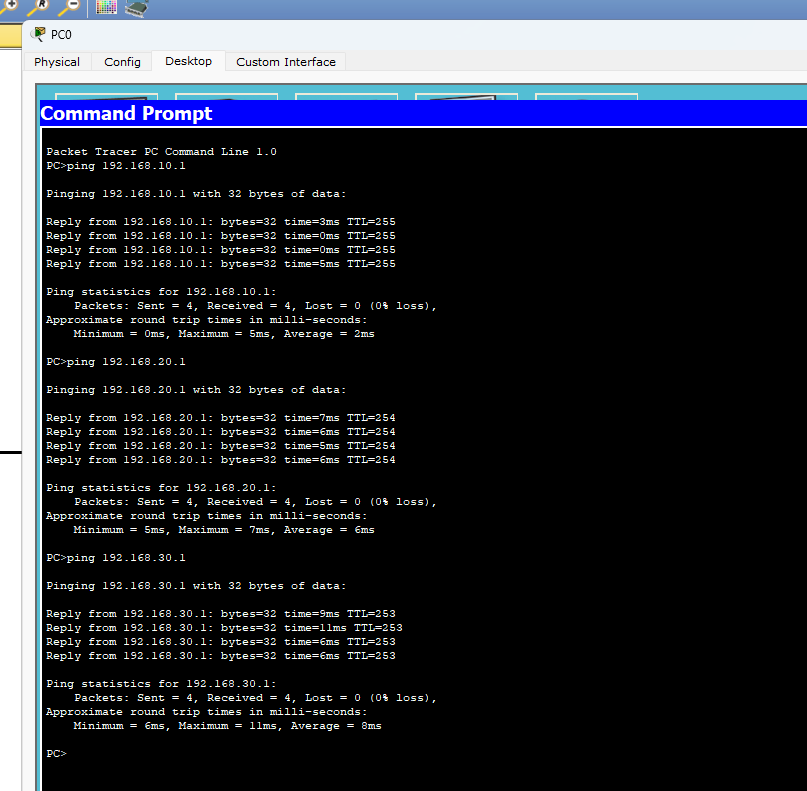 PC0
Physical Config Desktop Custom Interface
Command Prompt
Packet Tracer PC Command Line 1.0
PC>ping 192.168.10.1
Pinging 192.168.10.1 with 32 bytes of data:
Reply from 192.168.10.1: bytes=32 time=3ms TTL=255
Reply from 192.168.10.1: bytes=32 time=0ms TTL=255
Reply from 192.168.10.1: bytes=32 time=0ms TTL=255
Reply from 192.168.10.1: bytes=32 time=5ms TTL=255
Ping statistics for 192.168.10.1:
    Packets: Sent = 4, Received = 4, Lost = 0 (0% loss),
Approximate round trip times in milli-seconds:
    Minimum = 0ms, Maximum = 5ms, Average = 2ms
PC>ping 192.168.20.1
Pinging 192.168.20.1 with 32 bytes of data:
Reply from 192.168.20.1: bytes=32 time=7ms TTL=254
Reply from 192.168.20.1: bytes=32 time=6ms TTL=254
Reply from 192.168.20.1: bytes=32 time=5ms TTL=254
Reply from 192.168.20.1: bytes=32 time=6ms TTL=254
Ping statistics for 192.168.20.1:
    Packets: Sent = 4, Received = 4, Lost = 0 (0% loss),
Approximate round trip times in milli-seconds:
    Minimum = 5ms, Maximum = 7ms, Average = 6ms
PC>ping 192.168.30.1
Pinging 192.168.30.1 with 32 bytes of data:
Reply from 192.168.30.1: bytes=32 time=9ms TTL=253
Reply from 192.168.30.1: bytes=32 time=11ms TTL=253
Reply from 192.168.30.1: bytes=32 time=6ms TTL=253
Reply from 192.168.30.1: bytes=32 time=6ms TTL=253
Ping statistics for 192.168.30.1:
    Packets: Sent = 4, Received = 4, Lost = 0 (0% loss),
Approximate round trip times in milli-seconds:
    Minimum = 6ms, Maximum = 11ms, Average = 8ms
PC>